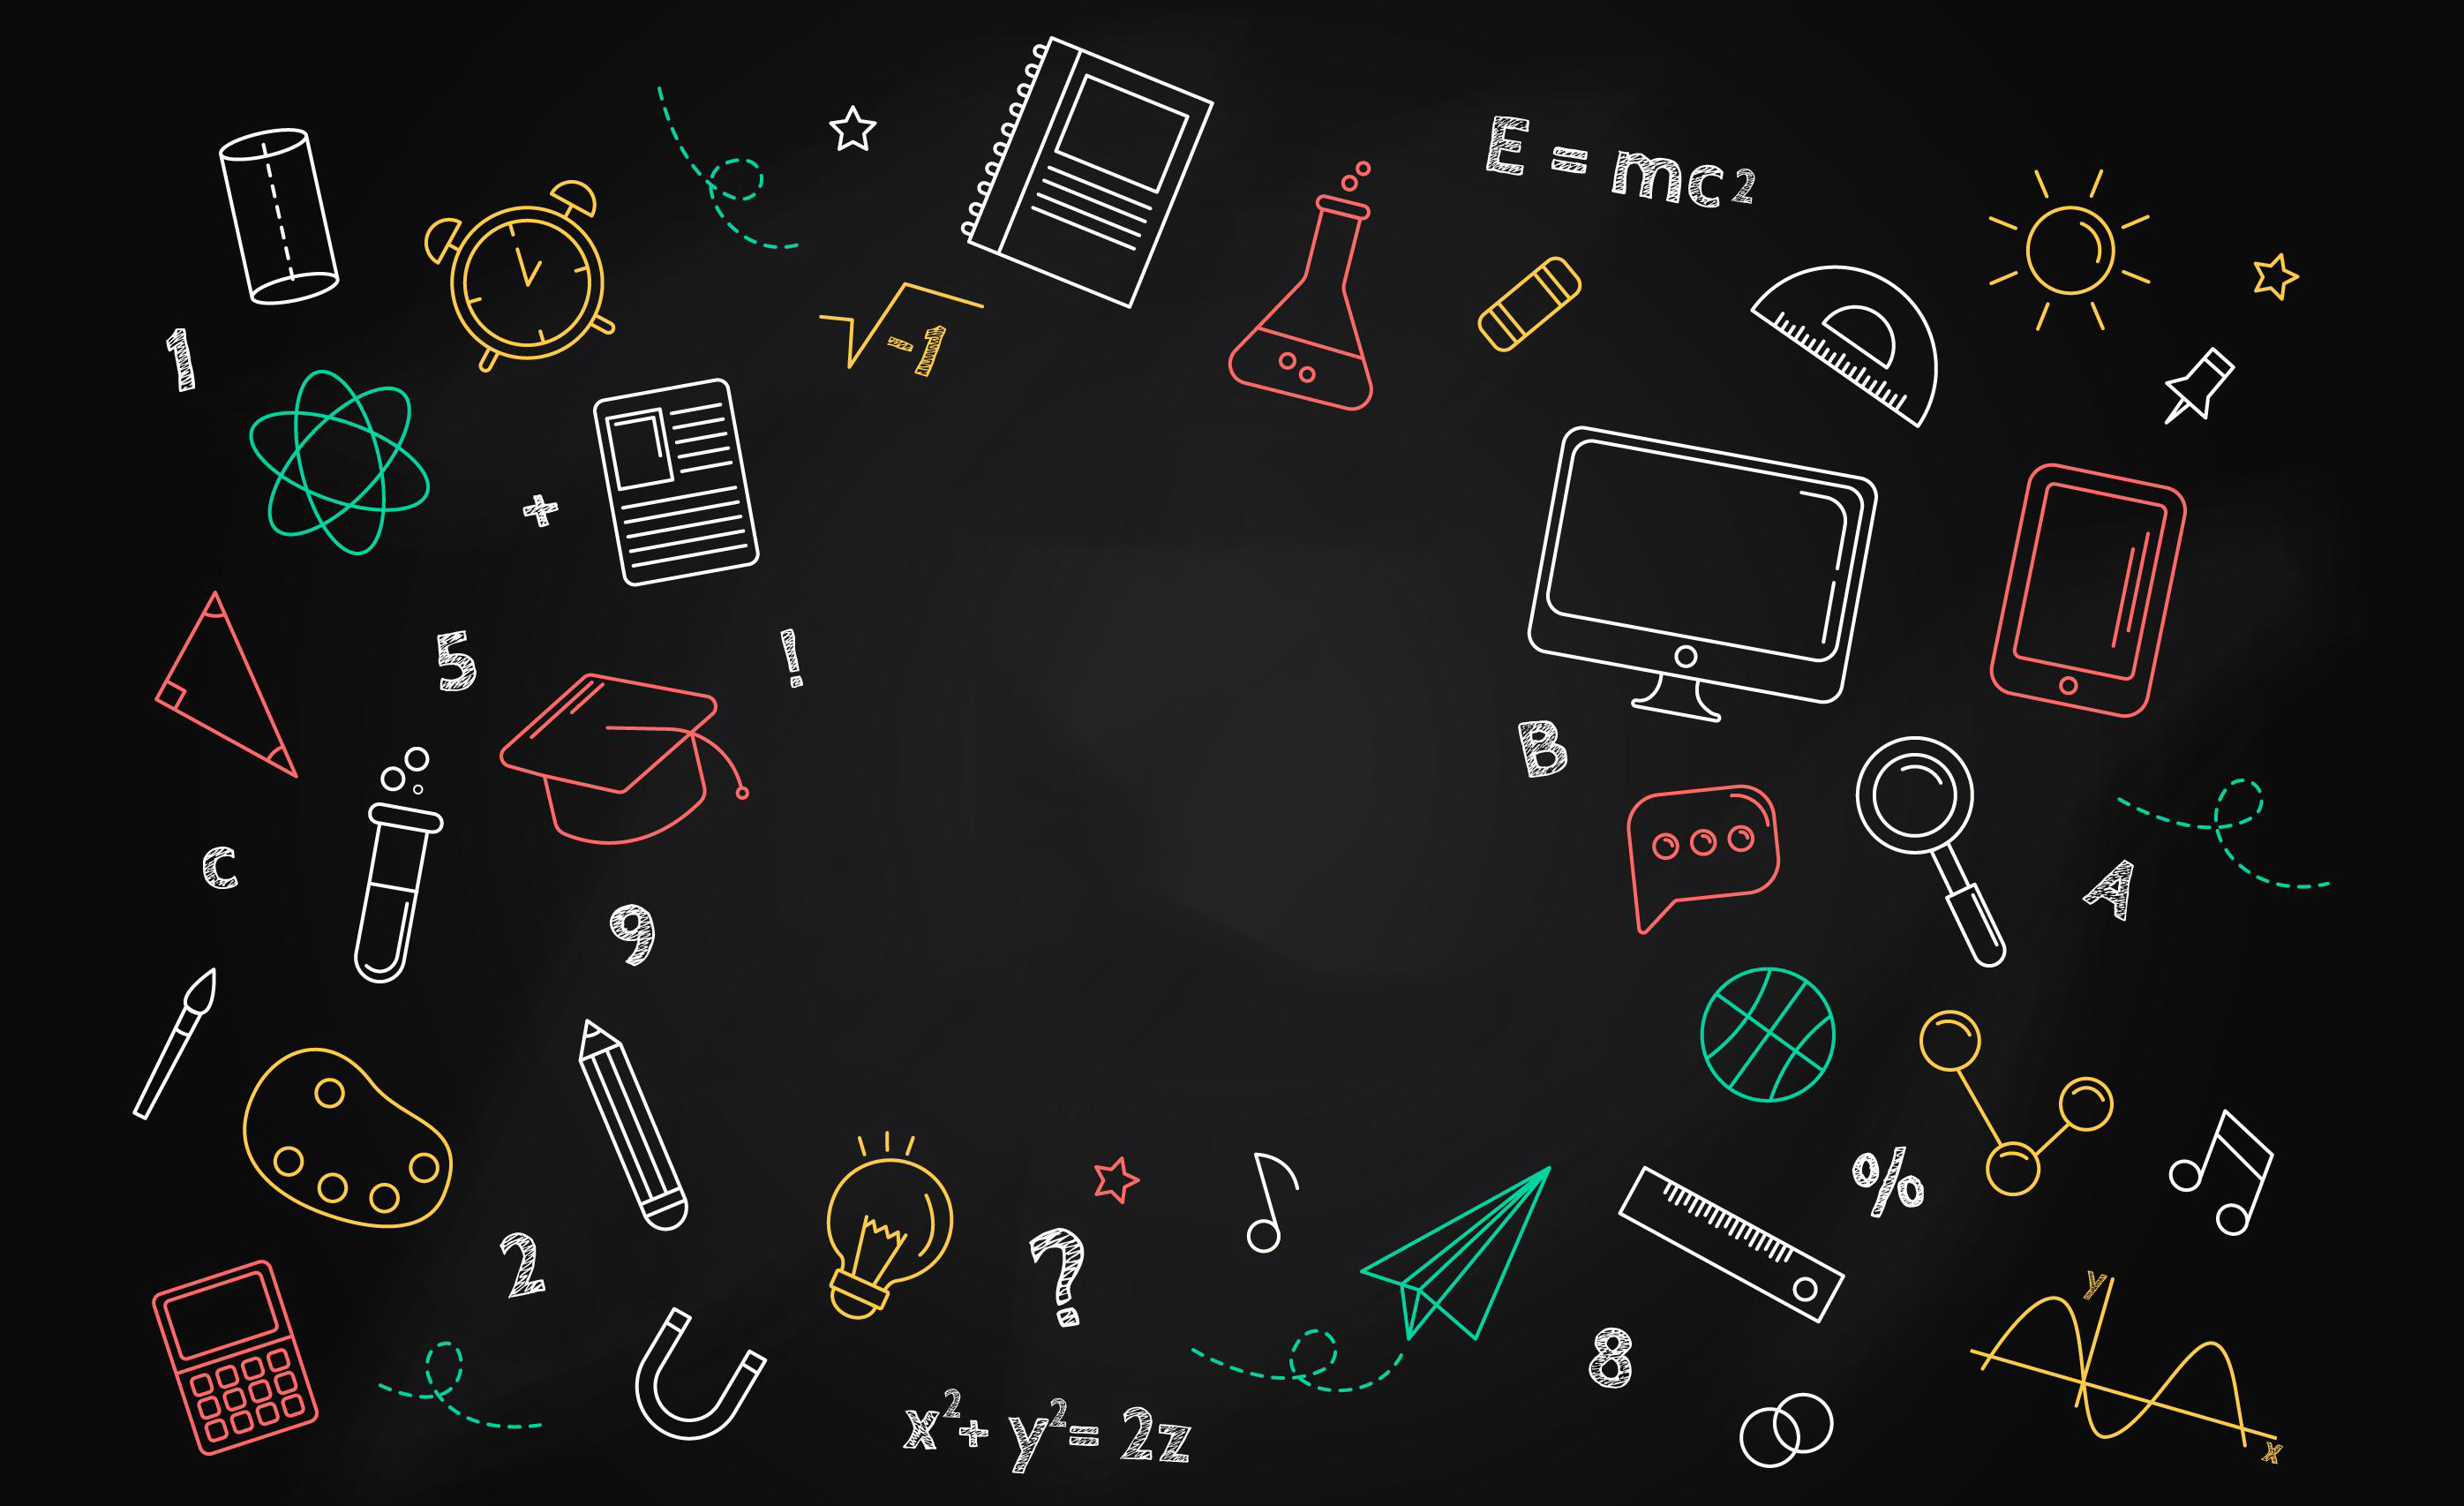 E = mc²
1
√-1
+
5
!
B
C
A
9
%
2
?
y
8
x² + y² = 2z
x